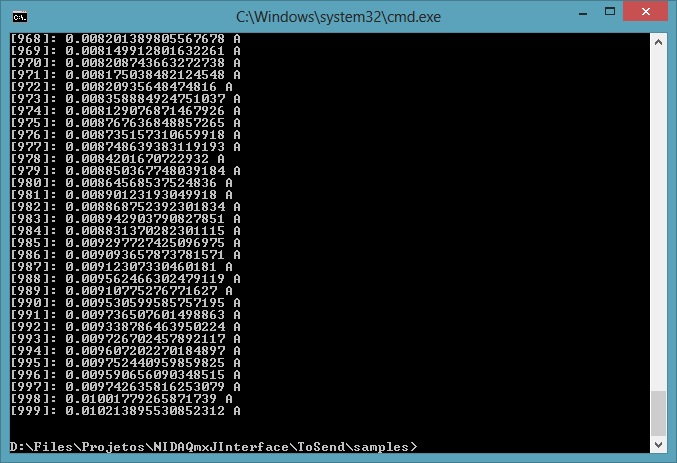 C:\Windows\system32\cmd.exe
[968]: 0.008201389805567678 A
[969]: 0.008149912801632261 A
[970]: 0.008208743663272738 A
[971]: 0.008175038482124548 A
[972]: 0.00820935648474816 A
[973]: 0.008358884924751037 A
[974]: 0.008129076871467926 A
[975]: 0.008767636848857265 A
[976]: 0.008735157310659918 A
[977]: 0.008748639383119193 A
[978]: 0.0084201670722932 A
[979]: 0.008850367748039184 A
[980]: 0.00864568537524836 A
[981]: 0.00890123193049918 A
[982]: 0.008868752392301834 A
[983]: 0.008942903790827851 A
[984]: 0.008831370282301115 A
[985]: 0.009297727425096975 A
[986]: 0.009093657873781571 A
[987]: 0.00912307330460181 A
[988]: 0.009562466302479119 A
[989]: 0.00910775276771627 A
[990]: 0.009530599585757195 A
[991]: 0.009736507601498863 A
[992]: 0.009338786463950224 A
[993]: 0.009726702457892117 A
[994]: 0.009607202270184897 A
[995]: 0.009752440959859825 A
[996]: 0.009590656090348515 A
[997]: 0.009742635816253079 A
[998]: 0.01001779265871739 A
[999]: 0.010213895530852312 A
D:\Files\Projetos\NIDAQmxJInterface\ToSend\samples>